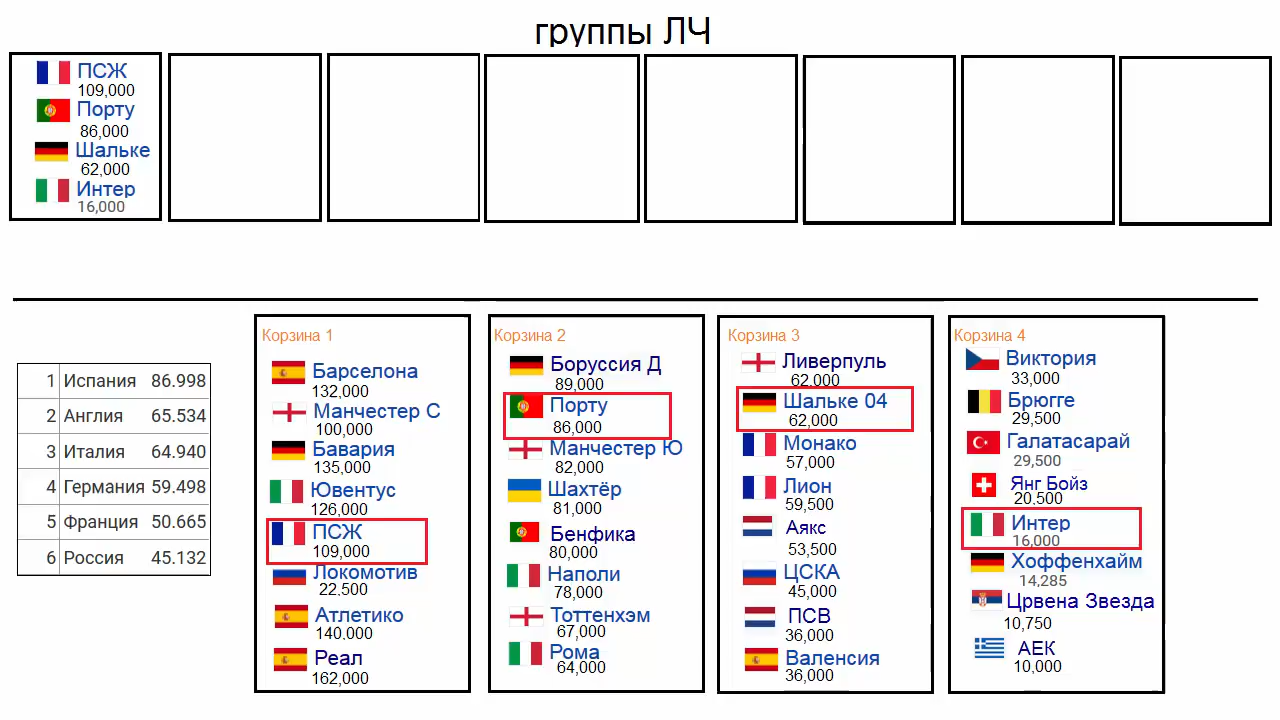 группы ЛЧ
ПСЖ
109,000
Порту
86,000
Шальке
62,000
Интер
16,000
1 Испания 86.998
2 Англия 65.534
3 Италия 64.940
4 Германия 59.498
5 Франция 50.665
6 Россия 45.132
Корзина 1
Барселона
132,000
Манчестер С
100,000
Бавария
135,000
Ювентус
126,000
ПСЖ
109,000
Локомотив
22.500
Атлетико
140,000
Реал
162,000
Корзина 2
Боруссия Д
89,000
Порту
86,000
Манчестер Ю
82,000
Шахтёр
81,000
Бенфика
80,000
Наполи
78,000
Тоттенхэм
67,000
Рома
64,000
Корзина 3
Ливерпуль
62,000
Шальке 04
62,000
Монако
57,000
Лион
59,500
Аякс
53,500
ЦСКА
45,000
ПСВ
36,000
Валенсия
36,000
Корзина 4
Виктория
33,000
Брюгге
29,500
Галатасарай
29,500
Янг Бойз
20,500
Интер
16,000
Хоффенхайм
14,285
Црвена Звезда
10,750
АЕК
10,000